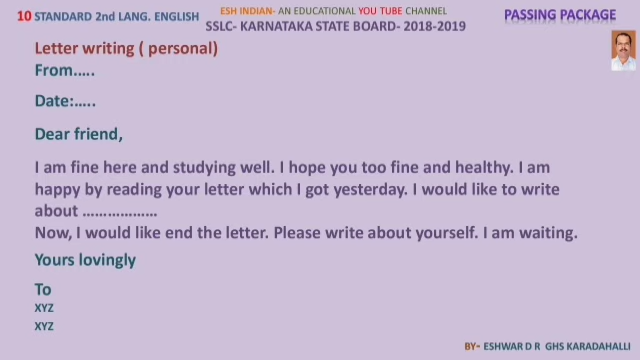 10 STANDARD 2nd LANG. ENGLISH
ESH INDIAN- AN EDUCATIONAL YOU TUBE CHANNEL
SSLC- KARNATAKA STATE BOARD- 2018-2019
PASSING PACKAGE
Letter writing ( personal)
From.....
Date:.....
Dear friend,
I am fine here and studying well. I hope you too fine and healthy. I am
happy by reading your letter which I got yesterday. I would like to write
about ………………
Now, I would like end the letter. Please write about yourself. I am waiting.
Yours lovingly
To
XYZ
XYZ
BY- ESHWAR D R GHS KARADAHALLI